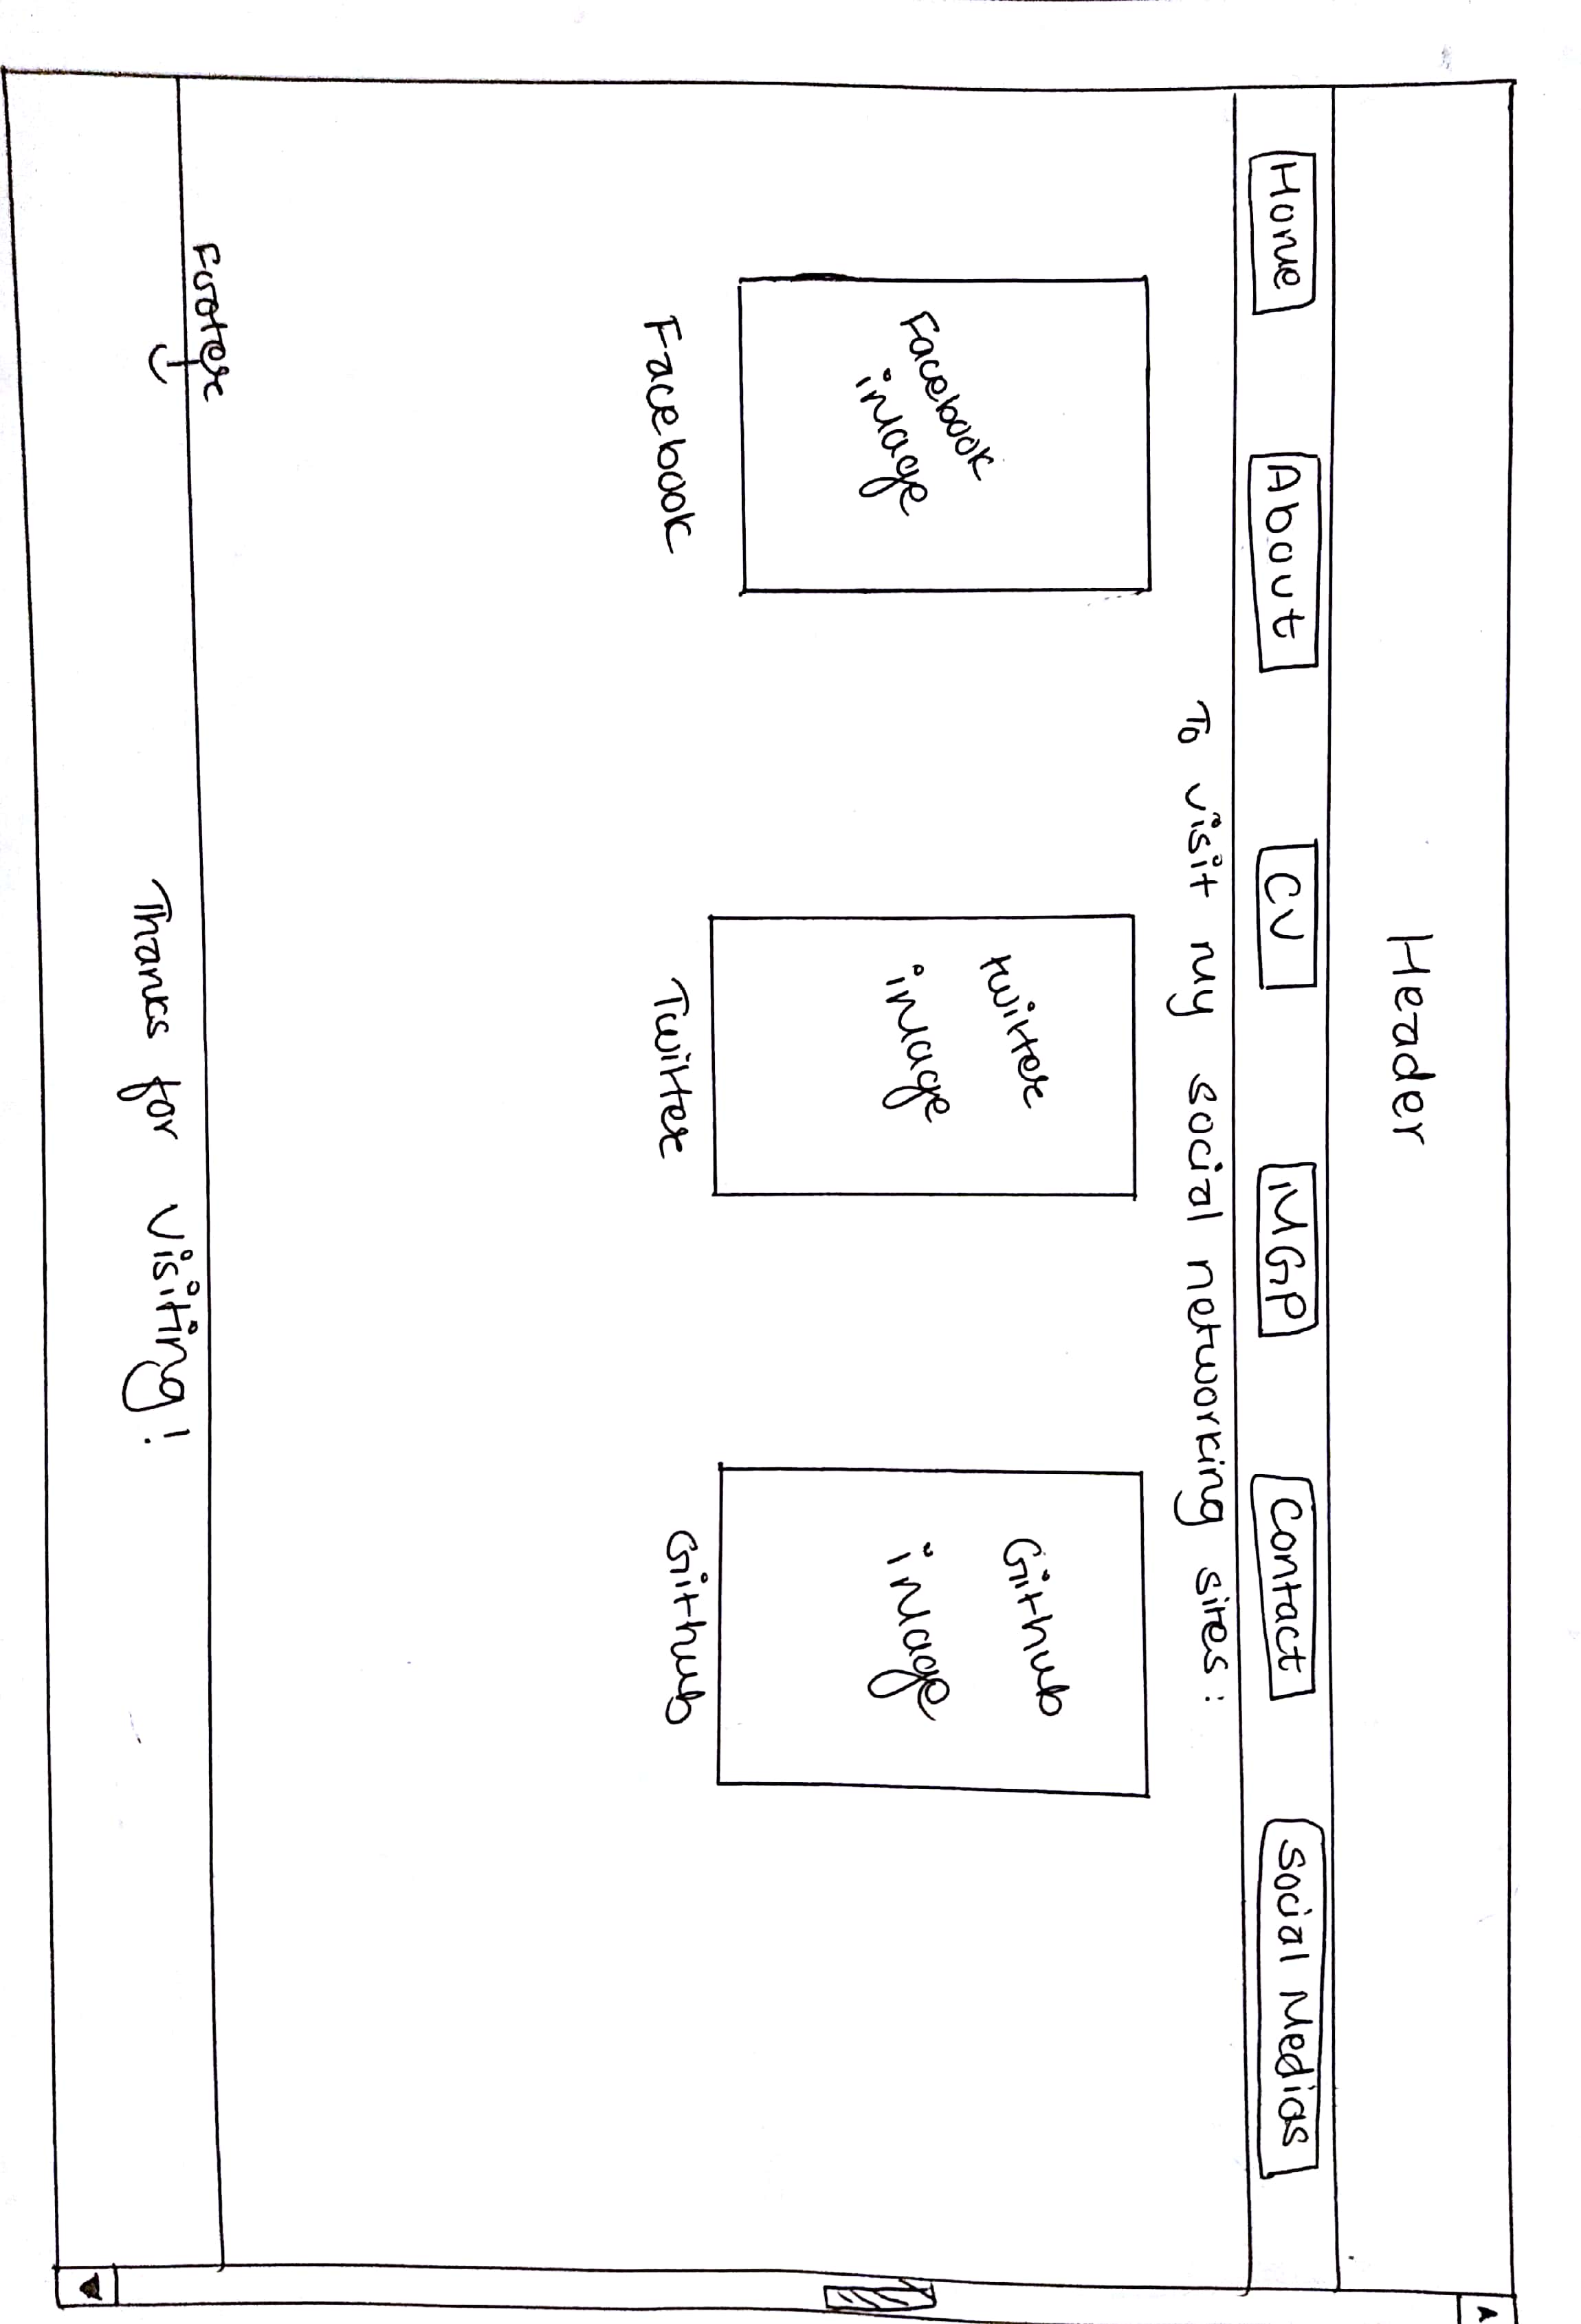 Header
Home About CV MGP Contact Social Medias
To visit my social networking sites:
Facebook
image
twitter
image
Github
image
Facebook Twitter Github
Footer
Thanks for Visiting!